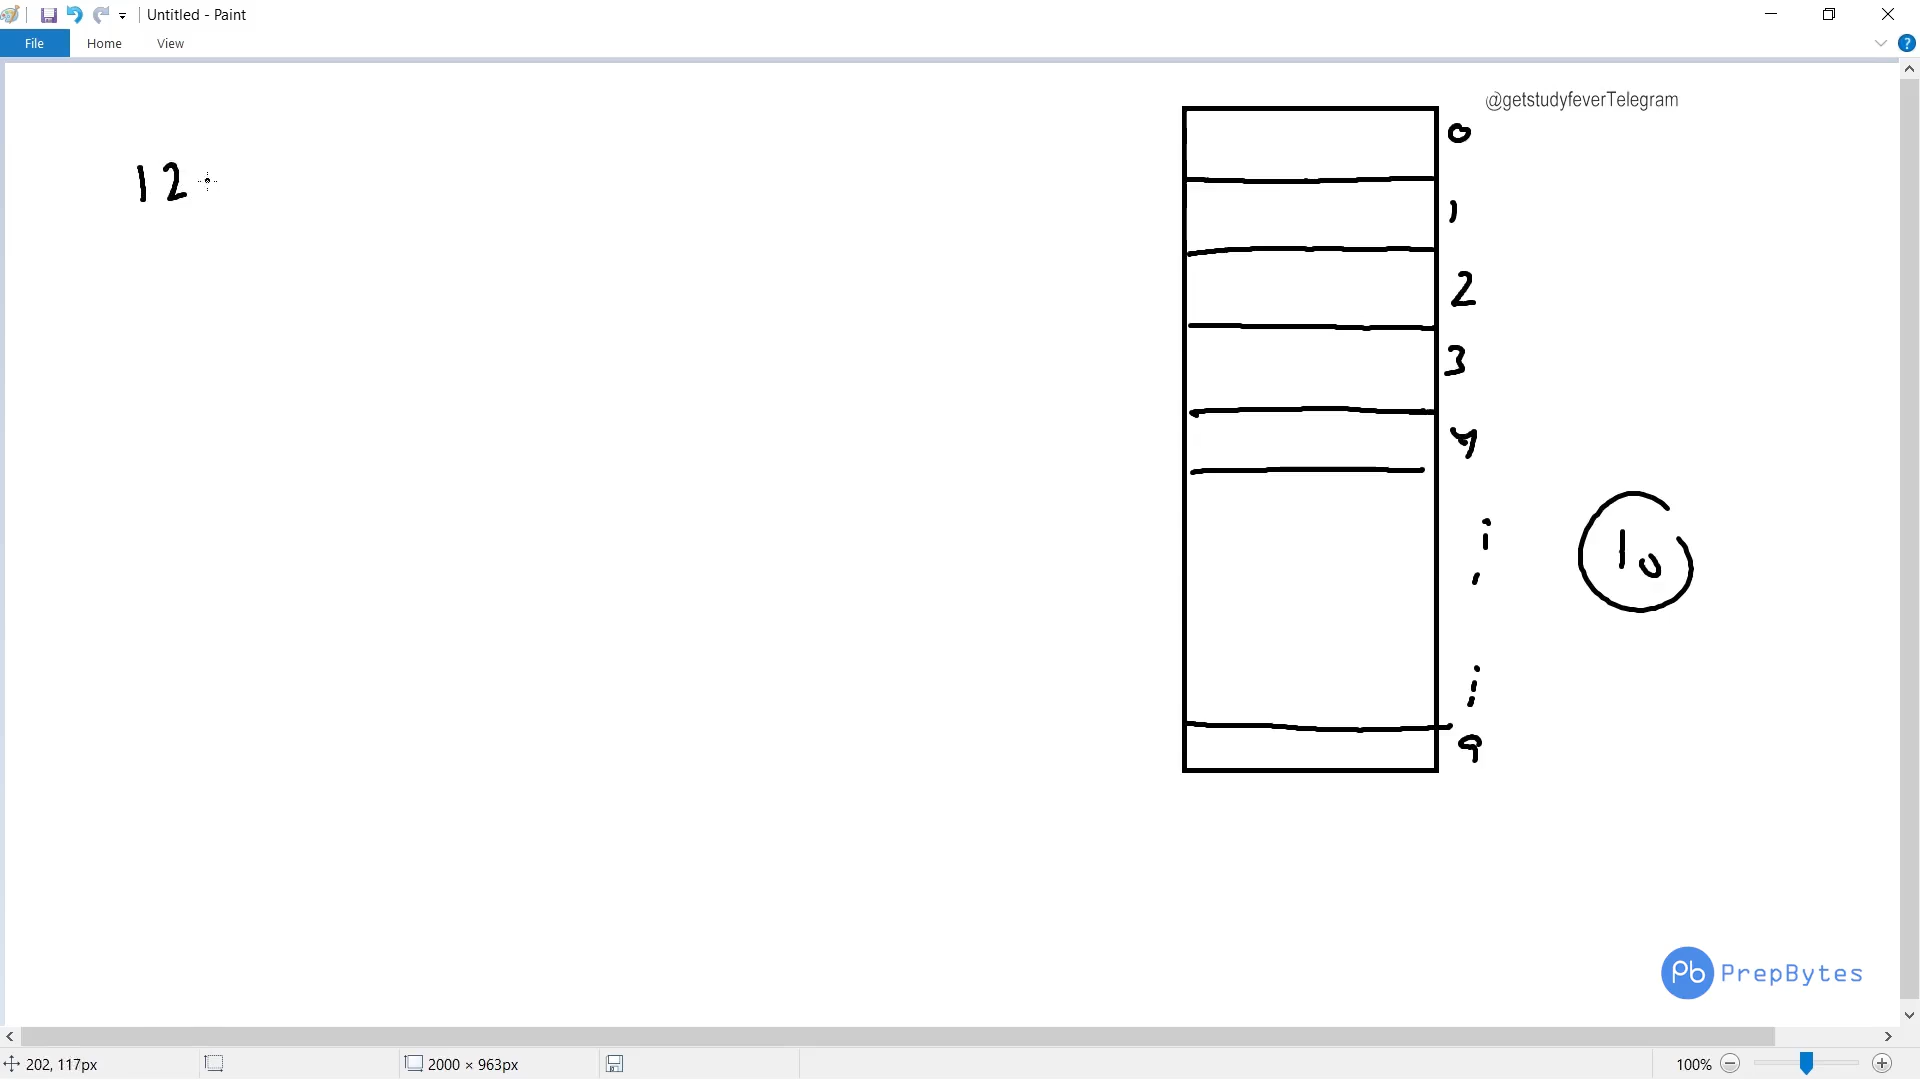 Untitled - Paint
File Home View
@getstudyfeverTelegram
0
12
1
2
3
4
10
9
Pb PrepBytes
202, 117px 2000 × 963px 100%